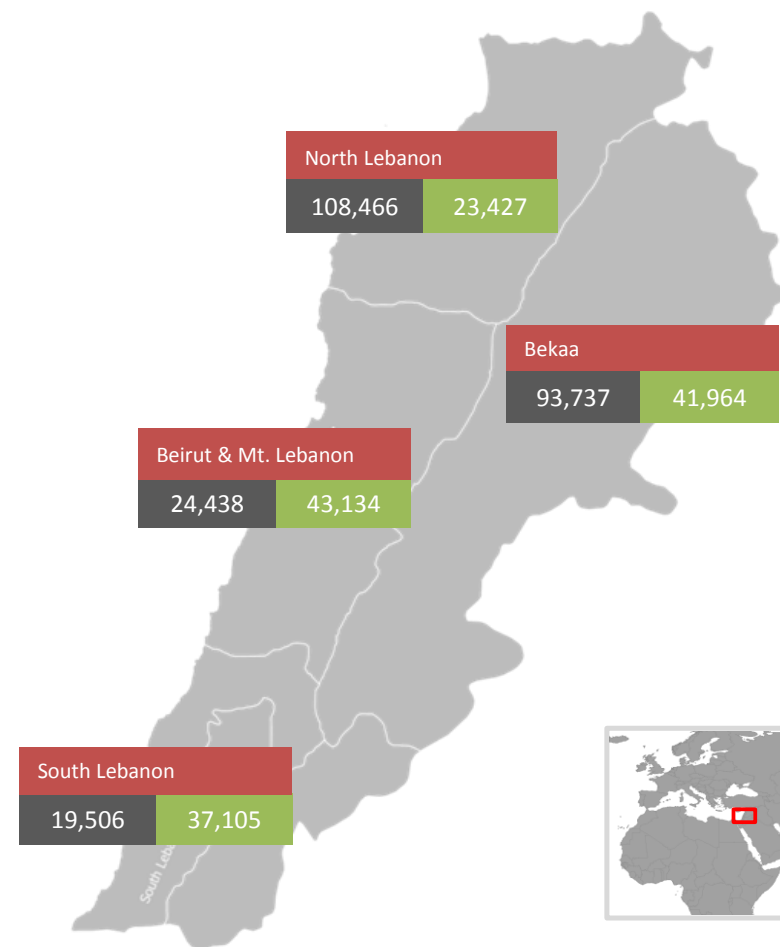 North Lebanon
108,466 23,427
Bekaa
93,737 41,964
Beirut & Mt. Lebanon
24,438 43,134
South Lebanon
19,506 37,105
South